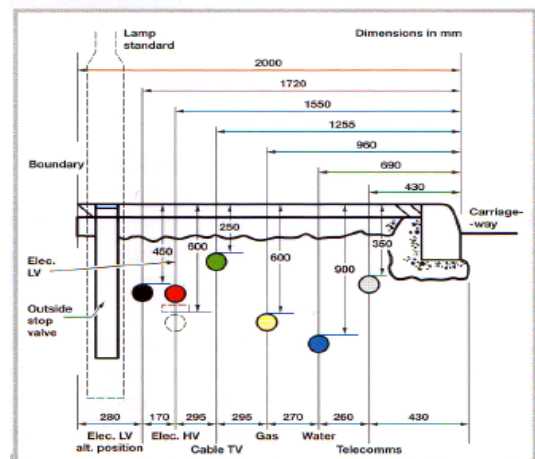 Lamp standard
Dimensions in mm
2000
1720
1550
1255
960
690
430
Boundary
Carriage-
-way
250
450
600
600
900
350
Elec.
LV
Outside
stop
valve
280 170 295 295 270 260 430
Elec. LV Elec. HV Gas Water
alt. position Cable TV Telecomms